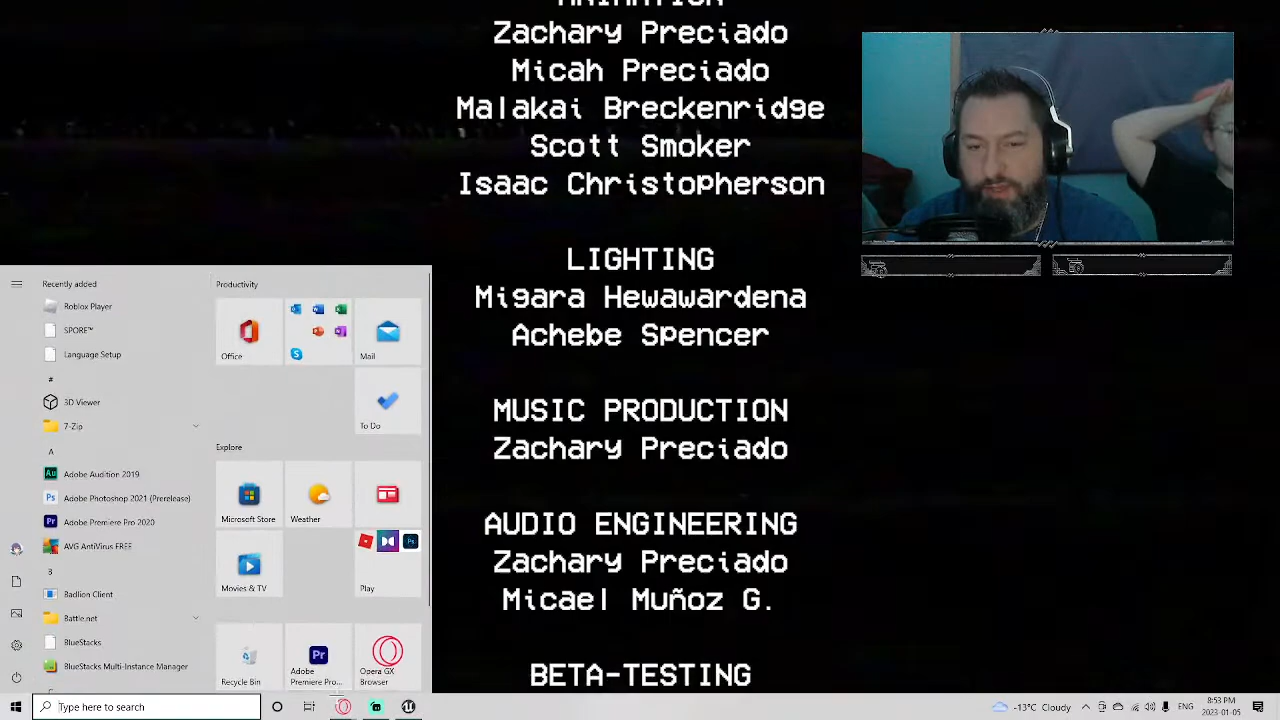 ANIMATION
Zachary Preciado
Micah Preciado
Malakai Breckenridge
Scott Smoker
Isaac Christopherson
LIGHTING
Migara Hewawardena
Achebe Spencer
MUSIC PRODUCTION
Zachary Preciado
AUDIO ENGINEERING
Zachary Preciado
Micael Muñoz G.
BETA-TESTING
Recently added
Roblox Player
SPORE™
Language Setup
#
3D Viewer
7-Zip
A
Adobe Audition 2019
Adobe Photoshop 2021 (Prerelease)
Adobe Premiere Pro 2020
AVG AntiVirus FREE
B
Badlion Client
Battle.net
BlueStacks
BlueStacks Multi-Instance Manager
Productivity
Office
Mail
To Do
Explore
Microsoft Store
Weather
Movies & TV
Play
Recycle Bin
Adobe Premiere Pro...
Opera GX Browser
Type here to search
-13°C Cloudy
ENG
8:53 PM
2023-01-05